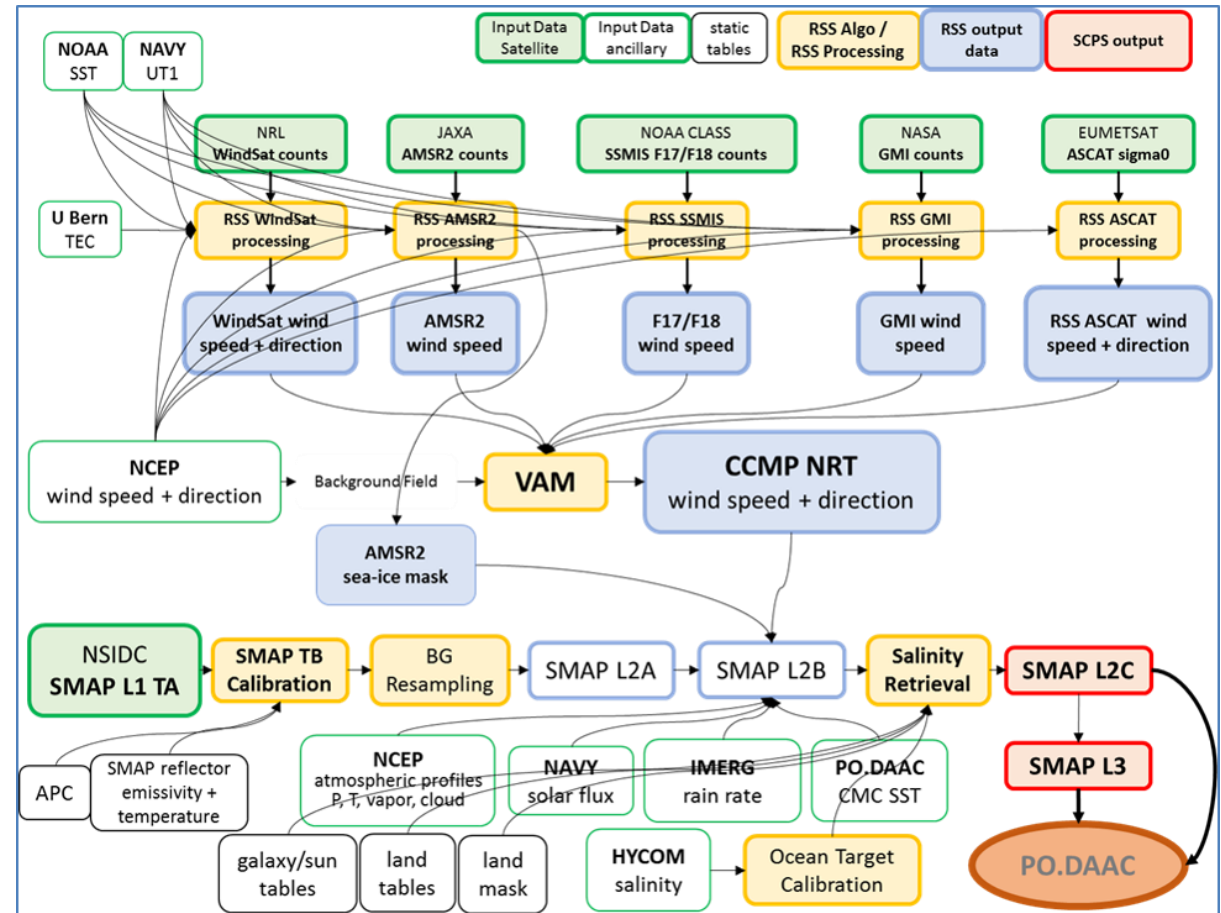 NOAA
SST
NAVY
UT1
Input Data
Satellite
Input Data
ancillary
static
tables
RSS Algo /
RSS Processing
RSS output
data
SCPS output
NRL
WindSat counts
JAXA
AMSR2 counts
NOAA CLASS
SSMIS F17/F18 counts
NASA
GMI counts
EUMETSAT
ASCAT sigma0
U Bern
TEC
RSS WIndSat
processing
RSS AMSR2
processing
RSS SSMIS
processing
RSS GMI
processing
RSS ASCAT
processing
WindSat wind
speed + direction
AMSR2
wind speed
F17/F18
wind speed
GMI wind
speed
RSS ASCAT wind
speed + direction
NCEP
wind speed + direction
Background Field
VAM
CCMP NRT
wind speed + direction
AMSR2
sea-ice mask
NSIDC
SMAP L1 TA
SMAP TB
Calibration
BG
Resampling
SMAP L2A
SMAP L2B
Salinity
Retrieval
SMAP L2C
APC
SMAP reflector
emissivity +
temperature
NCEP
atmospheric profiles
P, T, vapor, cloud
NAVY
solar flux
IMERG
rain rate
PO.DAAC
CMC SST
SMAP L3
galaxy/sun
tables
land
tables
land
mask
HYCOM
salinity
Ocean Target
Calibration
PO.DAAC